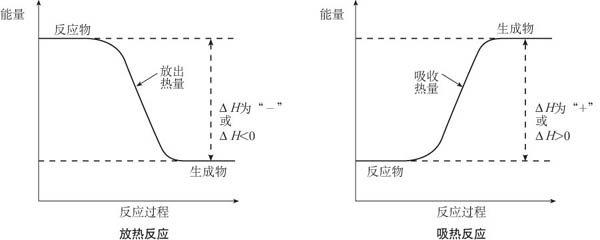 能量
反应物
放出
热量
ΔH为“－”
或
ΔH<0
生成物
反应过程
放热反应
能量
生成物
吸收
热量
ΔH为“+”
或
ΔH>0
反应物
反应过程
吸热反应